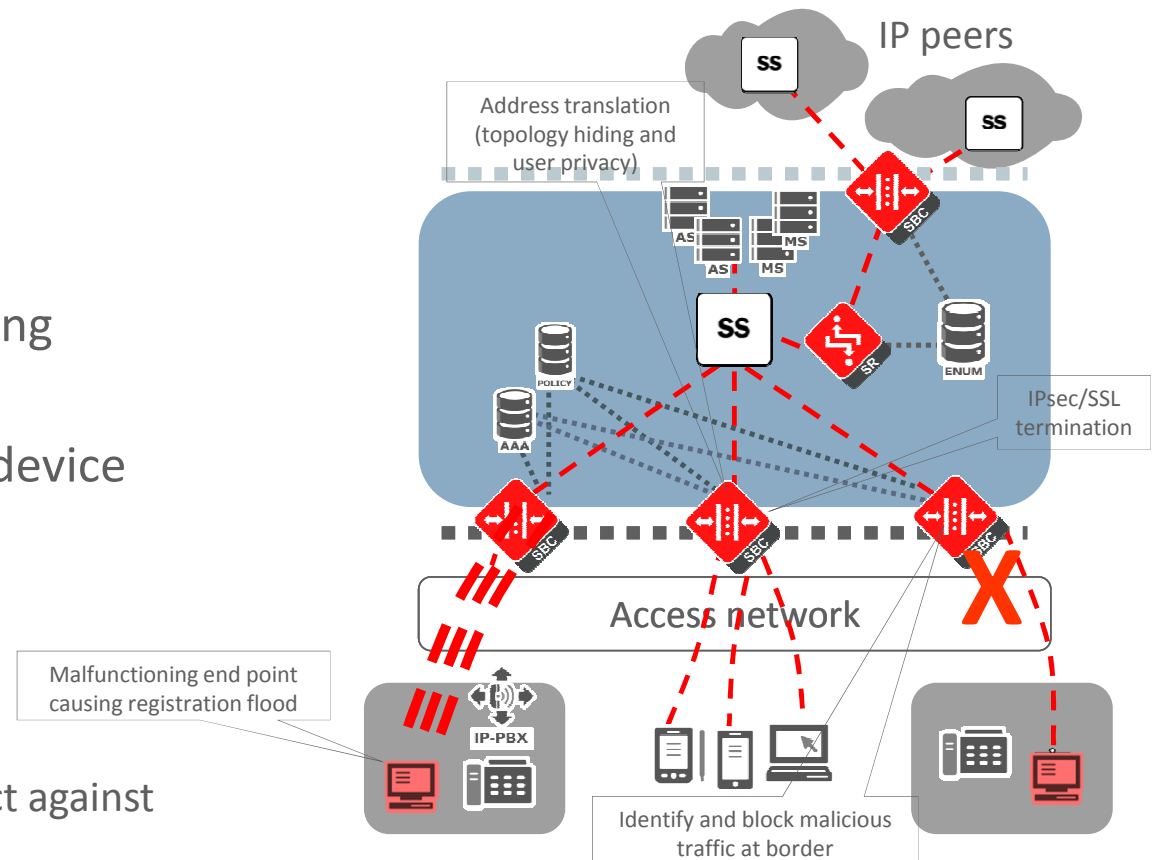 IP peers
SS
SS
Address translation
(topology hiding and
user privacy)
SBC
AS
AS
MS
MS
ng
SS
SR
ENUM
POLICY
AAA
IPsec/SSL
termination
device
SBC
SBC
SBC
X
Access network
Malfunctioning end point
causing registration flood
IP-PBX
ct against
Identify and block malicious
traffic at border